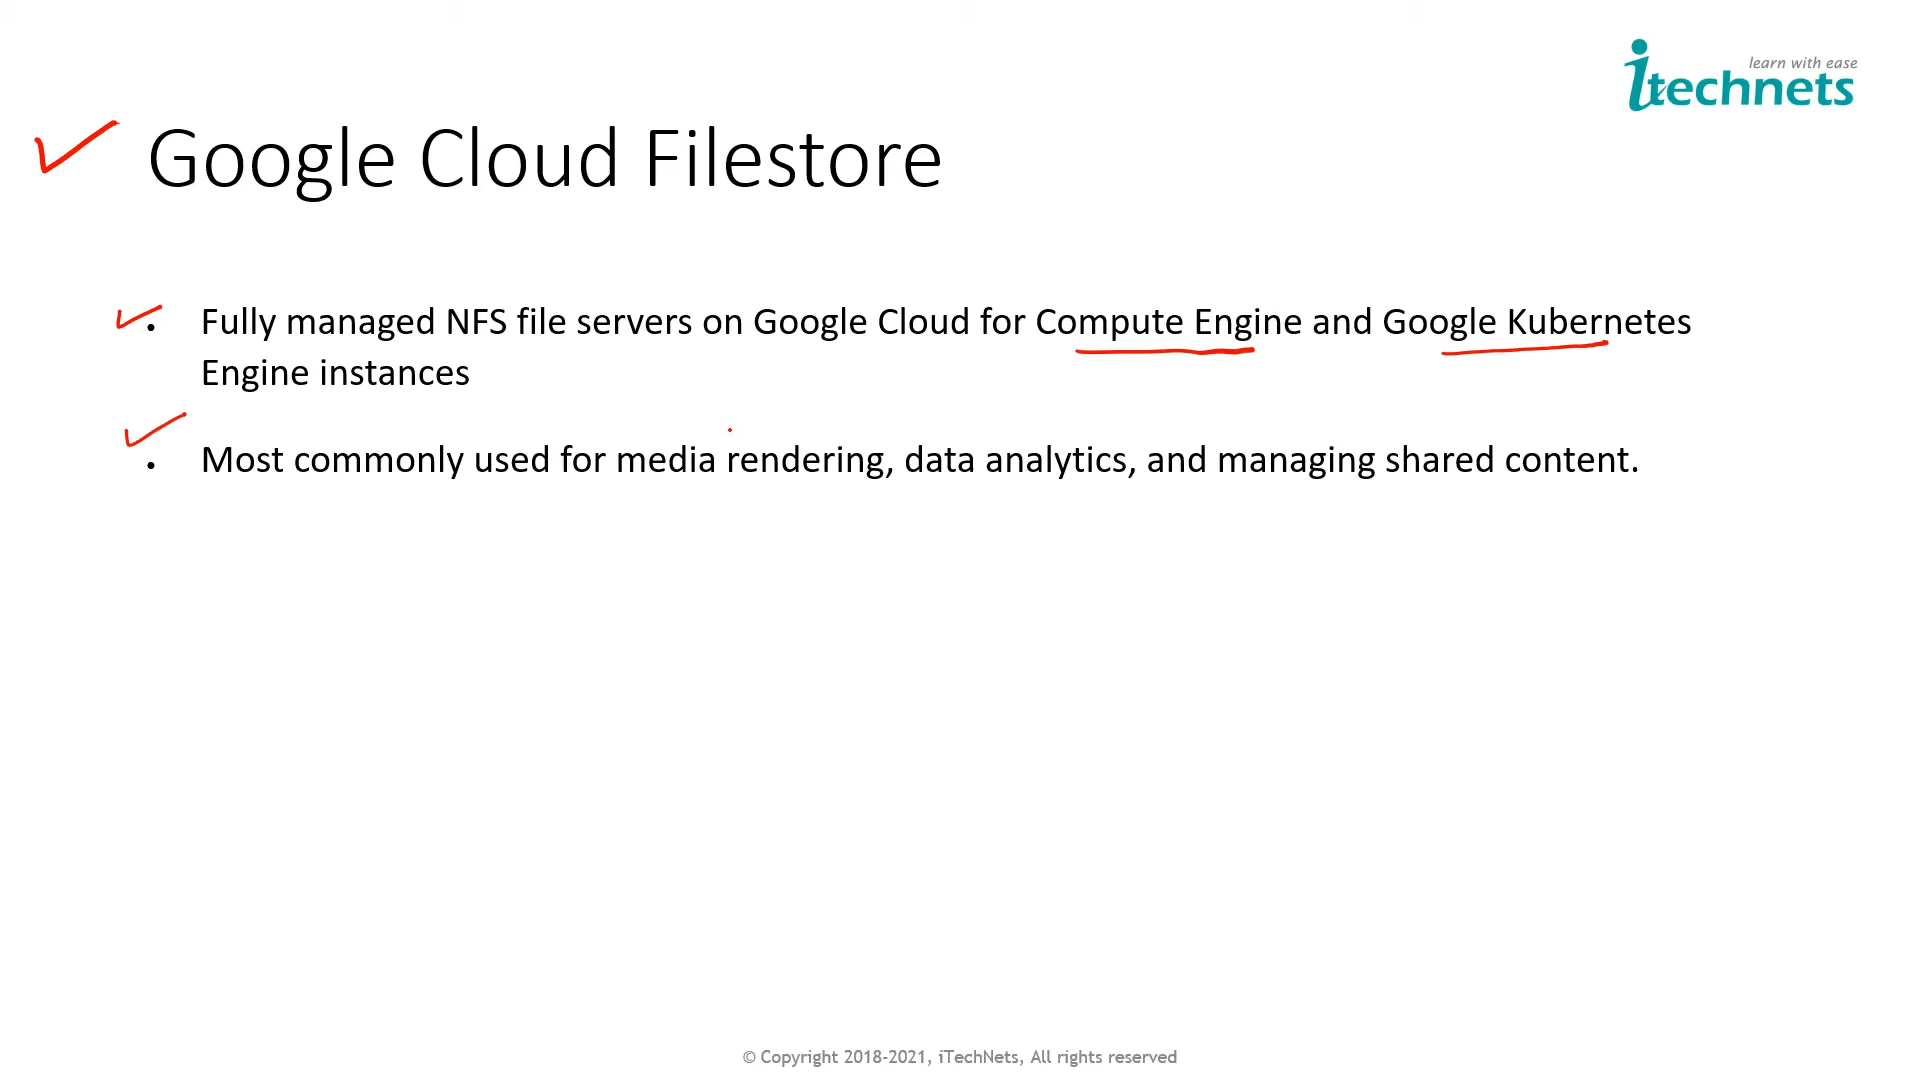 learn with ease
itechnets
Google Cloud Filestore
• Fully managed NFS file servers on Google Cloud for Compute Engine and Google Kubernetes
Engine instances
• Most commonly used for media rendering, data analytics, and managing shared content.
© Copyright 2018-2021, iTechNets, All rights reserved